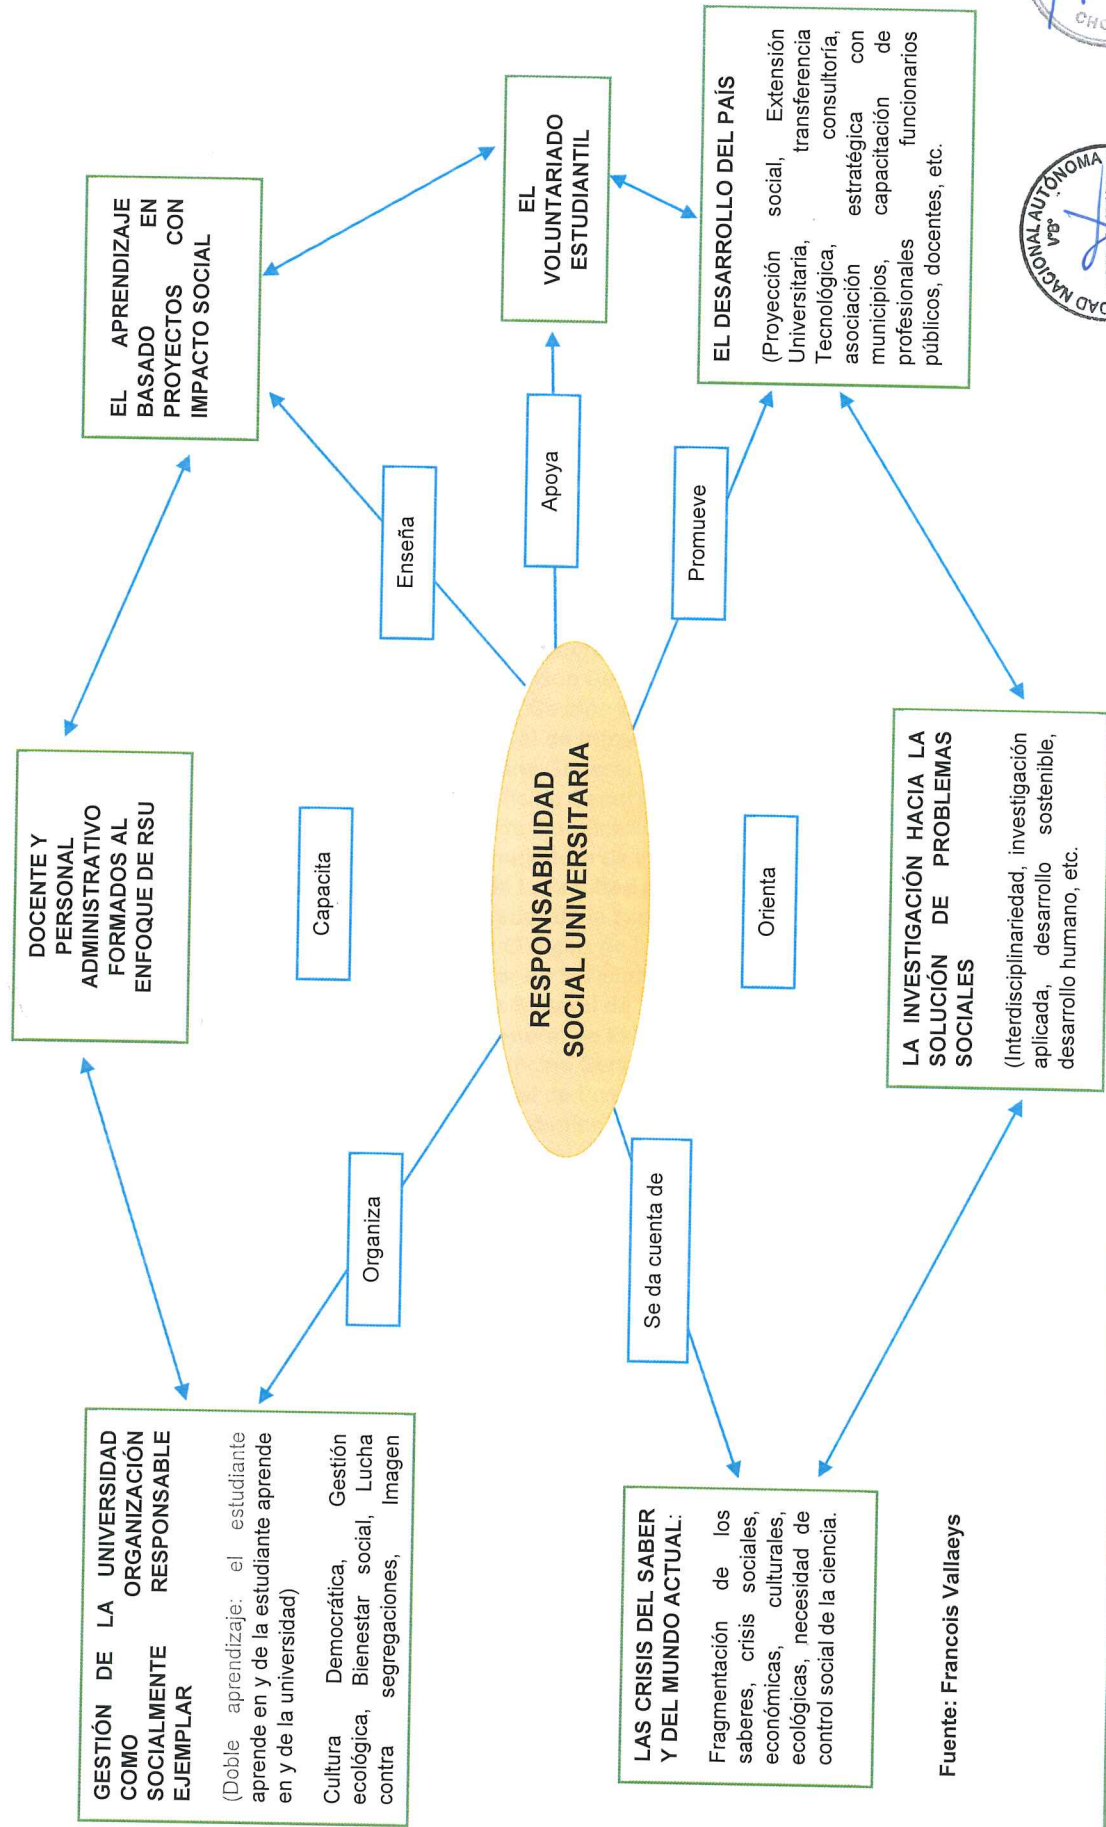 GESTIÓN DE LA UNIVERSIDAD
COMO ORGANIZACIÓN
SOCIALMENTE RESPONSABLE
EJEMPLAR
(Doble aprendizaje: el estudiante
aprende en y de la estudiante aprende
en y de la universidad)
Cultura Democrática, Gestión
ecológica, Bienestar social, Lucha
contra segregaciones, Imagen
DOCENTE Y
PERSONAL
ADMINISTRATIVO
FORMADOS AL
ENFOQUE DE RSU
EL APRENDIZAJE
BASADO EN
PROYECTOS CON
IMPACTO SOCIAL
Organiza
Capacita
Enseña
RESPONSABILIDAD
SOCIAL UNIVERSITARIA
Apoya
EL
VOLUNTARIADO
ESTUDIANTIL
Se da cuenta de
Orienta
Promueve
LAS CRISIS DEL SABER
Y DEL MUNDO ACTUAL:
Fragmentación de los
saberes, crisis sociales,
económicas, culturales,
ecológicas, necesidad de
control social de la ciencia.
LA INVESTIGACIÓN HACIA LA
SOLUCIÓN DE PROBLEMAS
SOCIALES
(Interdisciplinariedad, investigación
aplicada, desarrollo sostenible,
desarrollo humano, etc.
EL DESARROLLO DEL PAÍS
(Proyección social, Extensión
Universitaria, transferencia
Tecnológica, consultoría,
asociación estratégica con
municipios, capacitación de
profesionales funcionarios
públicos, docentes, etc.
Fuente: Francois Vallaeys
DAD NACIONAL AUTÓNOMA
V°B°